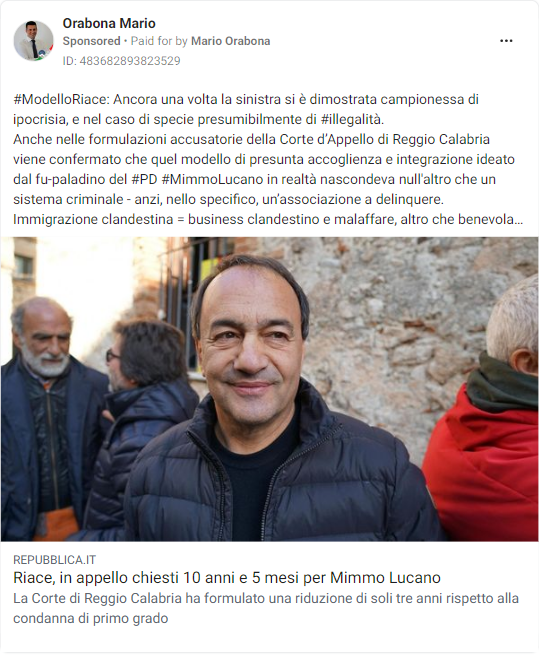 Orabona Mario
Sponsored • Paid for by Mario Orabona
ID: 483682893823529
#ModelloRiace: Ancora una volta la sinistra si è dimostrata campionessa di
ipocrisia, e nel caso di specie presumibilmente di #illegalità.
Anche nelle formulazioni accusatorie della Corte d’Appello di Reggio Calabria
viene confermato che quel modello di presunta accoglienza e integrazione ideato
dal fu-paladino del #PD #MimmoLucano in realtà nascondeva null'altro che un
sistema criminale - anzi, nello specifico, un’associazione a delinquere.
Immigrazione clandestina = business clandestino e malaffare, altro che benevola...
REPUBBLICA.IT
Riace, in appello chiesti 10 anni e 5 mesi per Mimmo Lucano
La Corte di Reggio Calabria ha formulato una riduzione di soli tre anni rispetto alla
condanna di primo grado